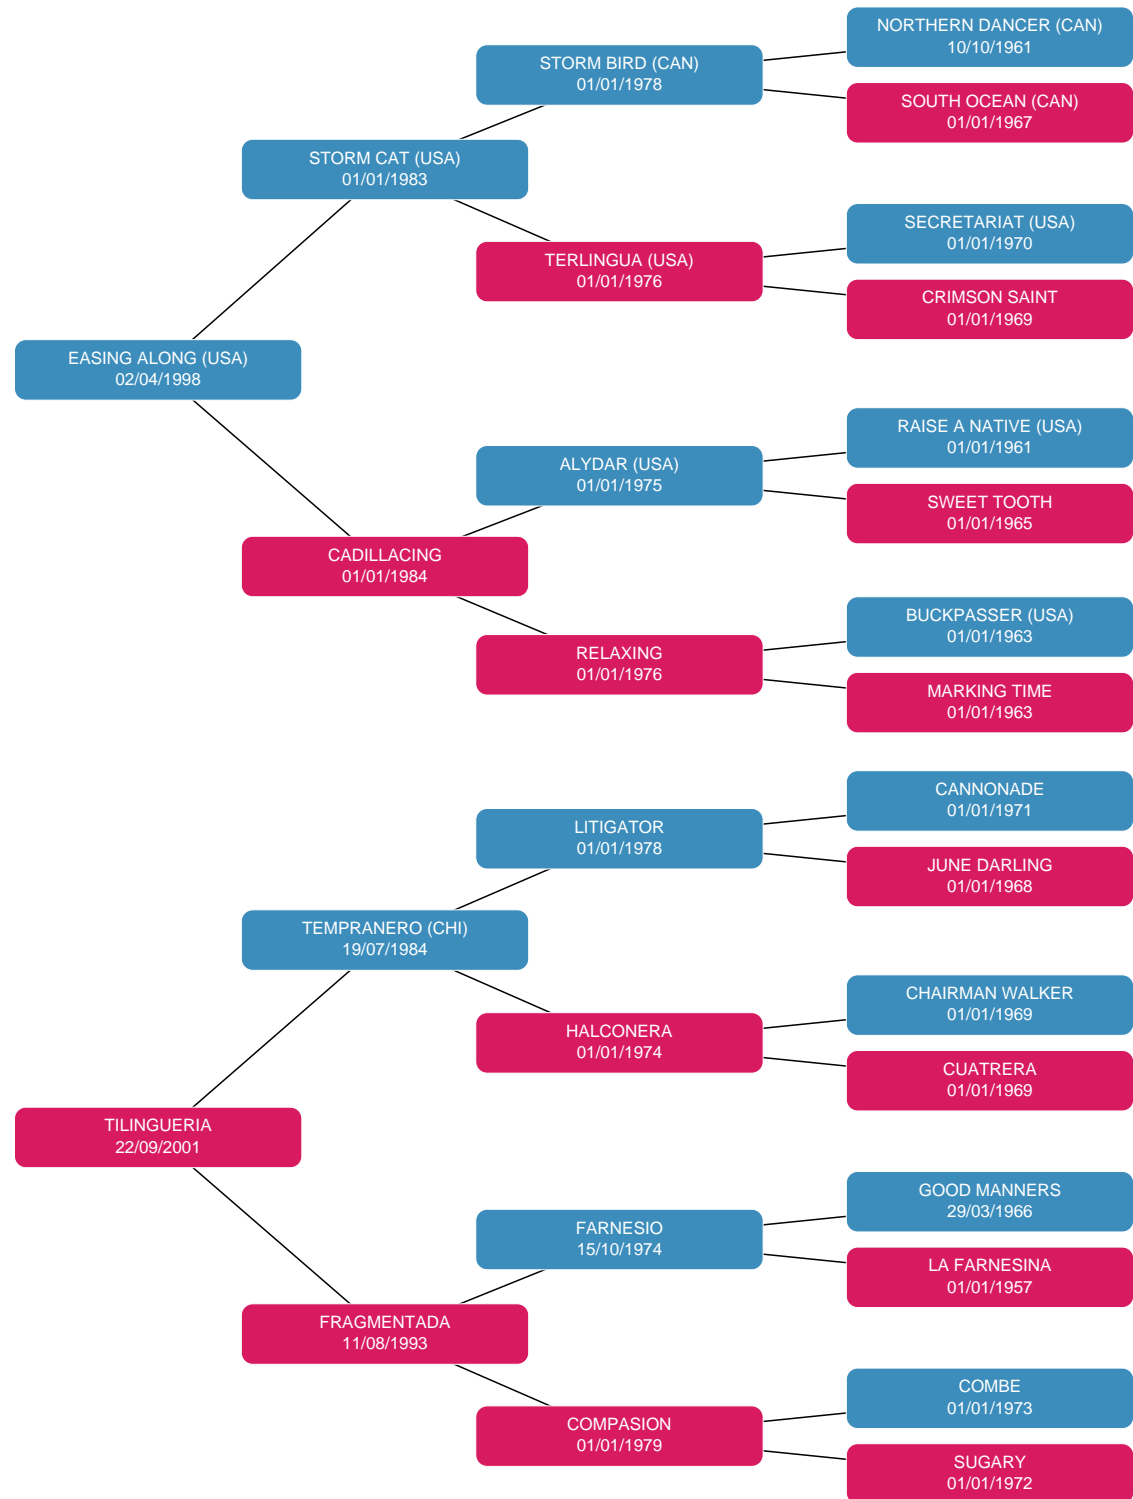 NORTHERN DANCER (CAN)
10/10/1961
STORM BIRD (CAN)
01/01/1978
SOUTH OCEAN (CAN)
01/01/1967
STORM CAT (USA)
01/01/1983
SECRETARIAT (USA)
01/01/1970
TERLINGUA (USA)
01/01/1976
CRIMSON SAINT
01/01/1969
EASING ALONG (USA)
02/04/1998
RAISE A NATIVE (USA)
01/01/1961
ALYDAR (USA)
01/01/1975
SWEET TOOTH
01/01/1965
CADILLACING
01/01/1984
BUCKPASSER (USA)
01/01/1963
RELAXING
01/01/1976
MARKING TIME
01/01/1963
CANNONADE
01/01/1971
LITIGATOR
01/01/1978
JUNE DARLING
01/01/1968
TEMPRANERO (CHI)
19/07/1984
CHAIRMAN WALKER
01/01/1969
HALCONERA
01/01/1974
CUATRERA
01/01/1969
TILINGUERIA
22/09/2001
GOOD MANNERS
29/03/1966
FARNESIO
15/10/1974
LA FARNESINA
01/01/1957
FRAGMENTADA
11/08/1993
COMBE
01/01/1973
COMPASION
01/01/1979
SUGARY
01/01/1972